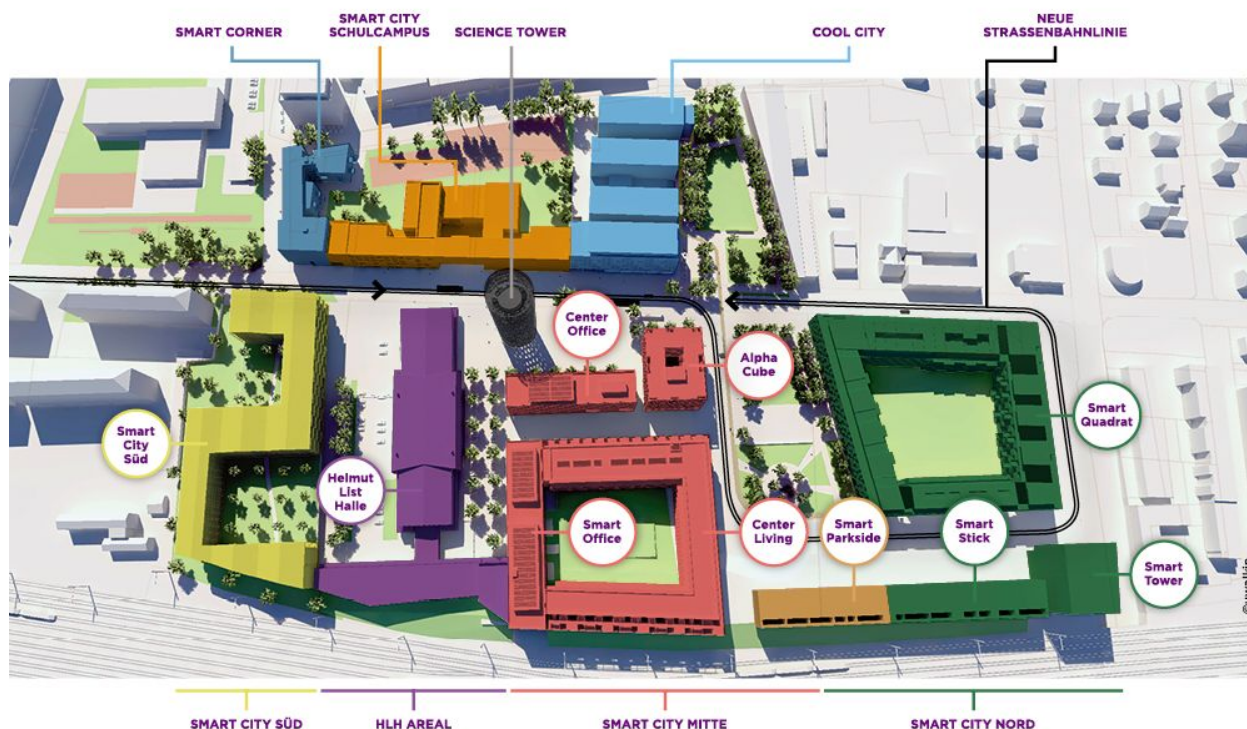 SMART CORNER
SMART CITY
SCHULCAMPUS
SCIENCE TOWER
COOL CITY
NEUE
STRASSENBAHNLINIE
Center
Office
Alpha
Cube
Smart
City
Süd
Smart
Quadrat
Helmut
List
Halle
Smart
Office
Center
Living
Smart
Parkside
Smart
Stick
Smart
Tower
SMART CITY SÜD
HLH AREAL
SMART CITY MITTE
SMART CITY NORD